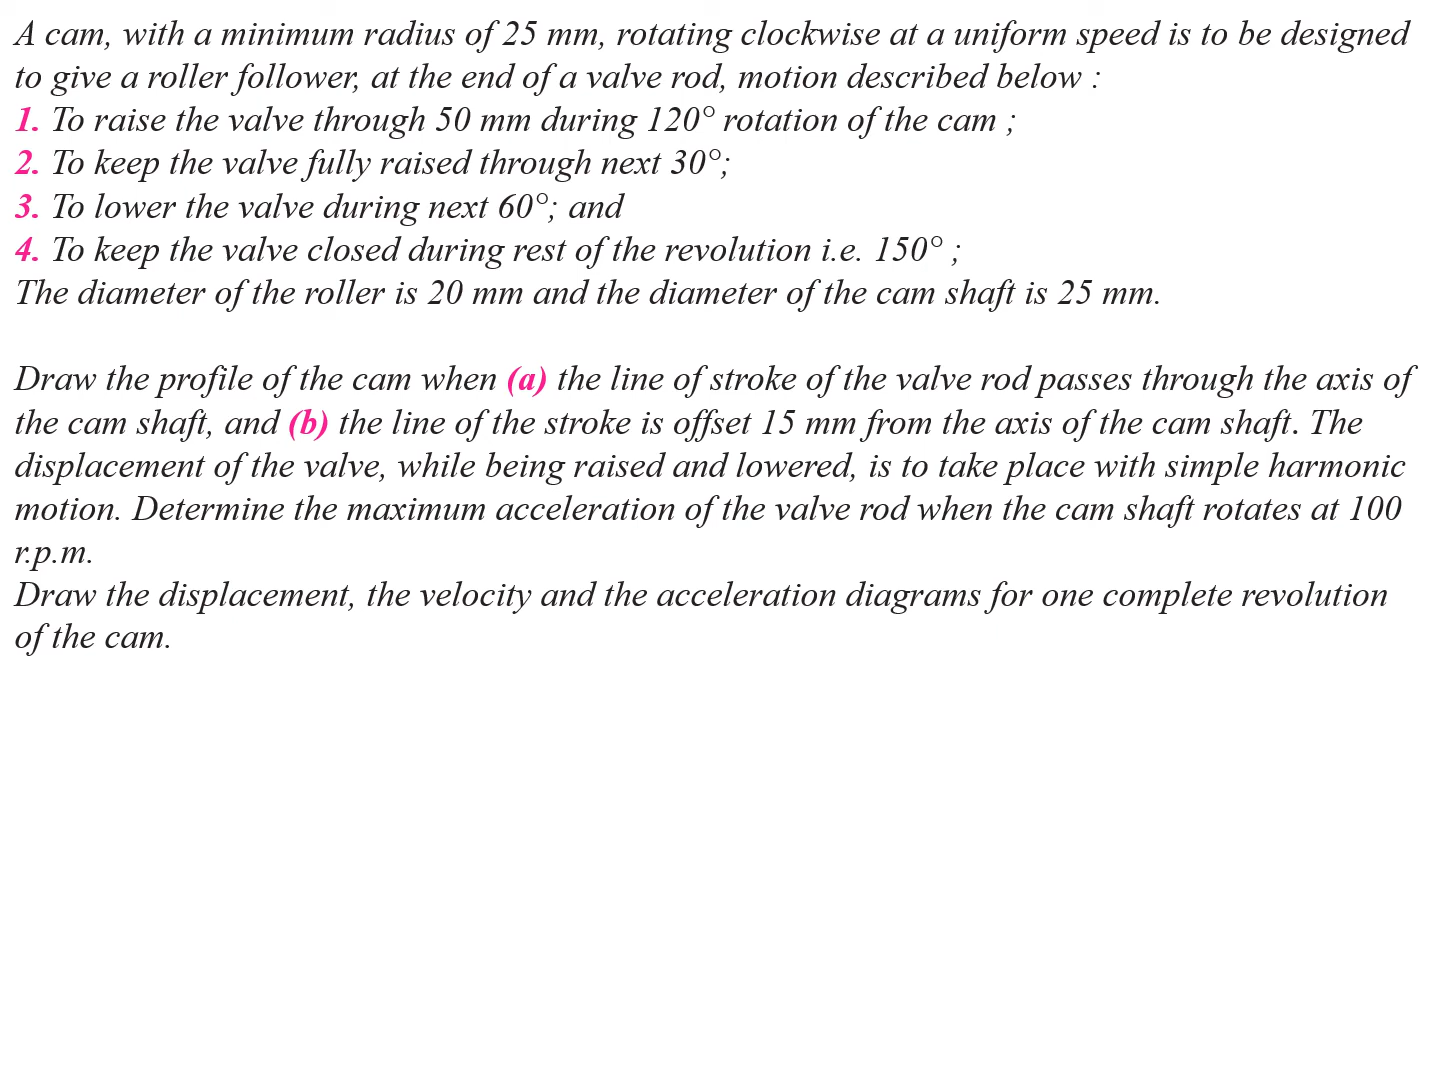 A cam, with a minimum radius of 25 mm, rotating clockwise at a uniform speed is to be designed
to give a roller follower, at the end of a valve rod, motion described below :
1. To raise the valve through 50 mm during 120° rotation of the cam ;
2. To keep the valve fully raised through next 30°;
3. To lower the valve during next 60°; and
4. To keep the valve closed during rest of the revolution i.e. 150° ;
The diameter of the roller is 20 mm and the diameter of the cam shaft is 25 mm.
Draw the profile of the cam when (a) the line of stroke of the valve rod passes through the axis of
the cam shaft, and (b) the line of the stroke is offset 15 mm from the axis of the cam shaft. The
displacement of the valve, while being raised and lowered, is to take place with simple harmonic
motion. Determine the maximum acceleration of the valve rod when the cam shaft rotates at 100
r.p.m.
Draw the displacement, the velocity and the acceleration diagrams for one complete revolution
of the cam.